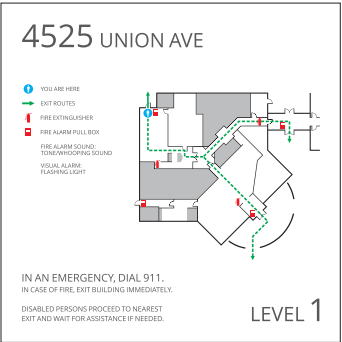 4525 UNION AVE
YOU ARE HERE
EXIT ROUTES
FIRE EXTINGUISHER
FIRE ALARM PULL BOX
FIRE ALARM SOUND:
TONE/WHOOPING SOUND
VISUAL ALARM:
FLASHING LIGHT
IN AN EMERGENCY, DIAL 911.
IN CASE OF FIRE, EXIT BUILDING IMMEDIATELY.
DISABLED PERSONS PROCEED TO NEAREST
EXIT AND WAIT FOR ASSISTANCE IF NEEDED.
LEVEL 1